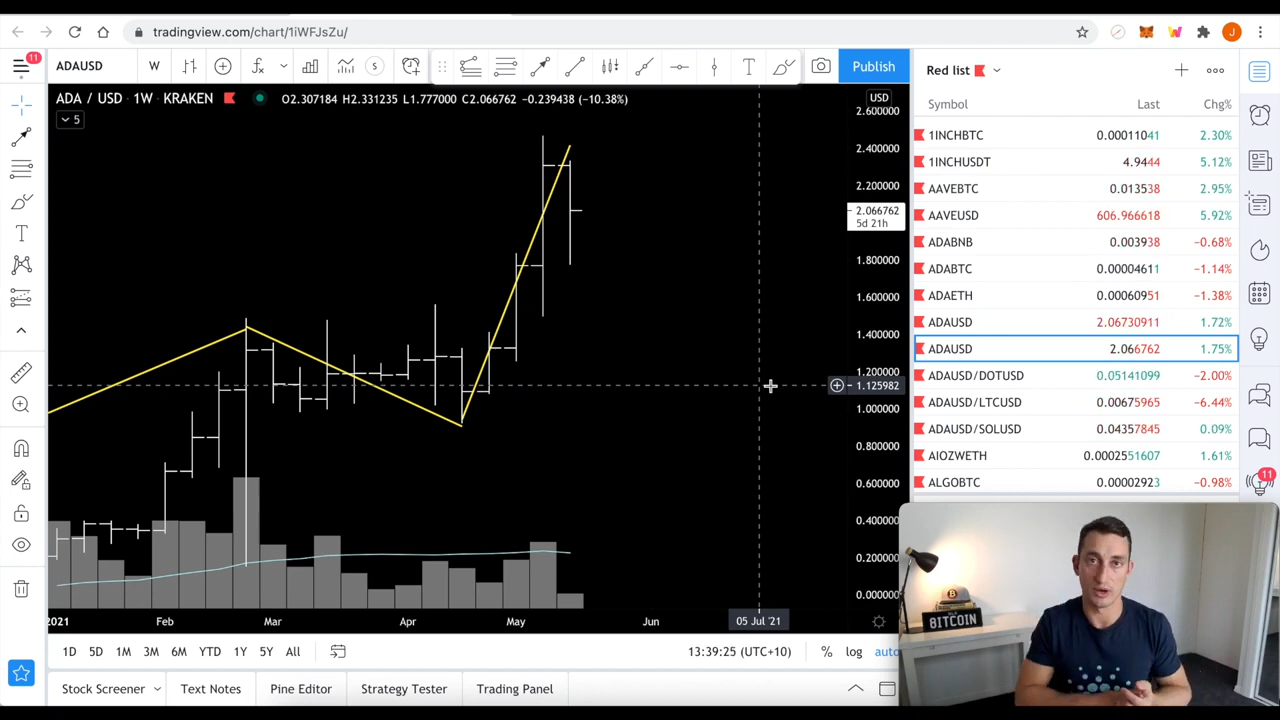 tradingview.com/chart/1iWFJsZu/
J
11
ADAUSD
W
S
T
Publish
Red list
ADA / USD · 1W · KRAKEN
O2.307184 H2.331235 L1.777000 C2.066762 −0.239438 (−10.38%)
5
USD
Symbol Last Chg%
1INCHBTC 0.00011041 2.30%
1INCHUSDT 4.9444 5.12%
AAVEBTC 0.013538 2.95%
AAVEUSD 606.966618 5.92%
ADABNB 0.003938 −0.68%
ADABTC 0.00004611 −1.14%
ADAETH 0.00060951 −1.38%
ADAUSD 2.06730911 1.72%
ADAUSD 2.066762 1.75%
ADAUSD/DOTUSD 0.05141099 −2.00%
ADAUSD/LTCUSD 0.00675965 −6.44%
ADAUSD/SOLUSD 0.04357845 0.09%
AIOZWETH 0.0002551607 1.61%
ALGOBTC 0.00002923 −0.98%
2.600000
2.400000
2.200000
2.066762
5d 21h
1.800000
1.600000
1.400000
1.200000
1.125982
1.000000
0.800000
0.600000
0.400000
0.200000
0.000000
T
11
2021 Feb Mar Apr May Jun 05 Jul '21
1D 5D 1M 3M 6M YTD 1Y 5Y All
13:39:25 (UTC+10)
% log auto
Stock Screener
Text Notes
Pine Editor
Strategy Tester
Trading Panel
BITCOIN